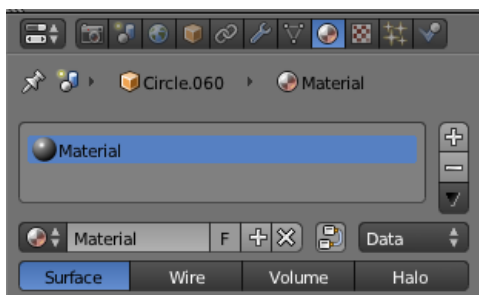 Circle.060 Material
Material
Material F Data
Surface Wire Volume Halo